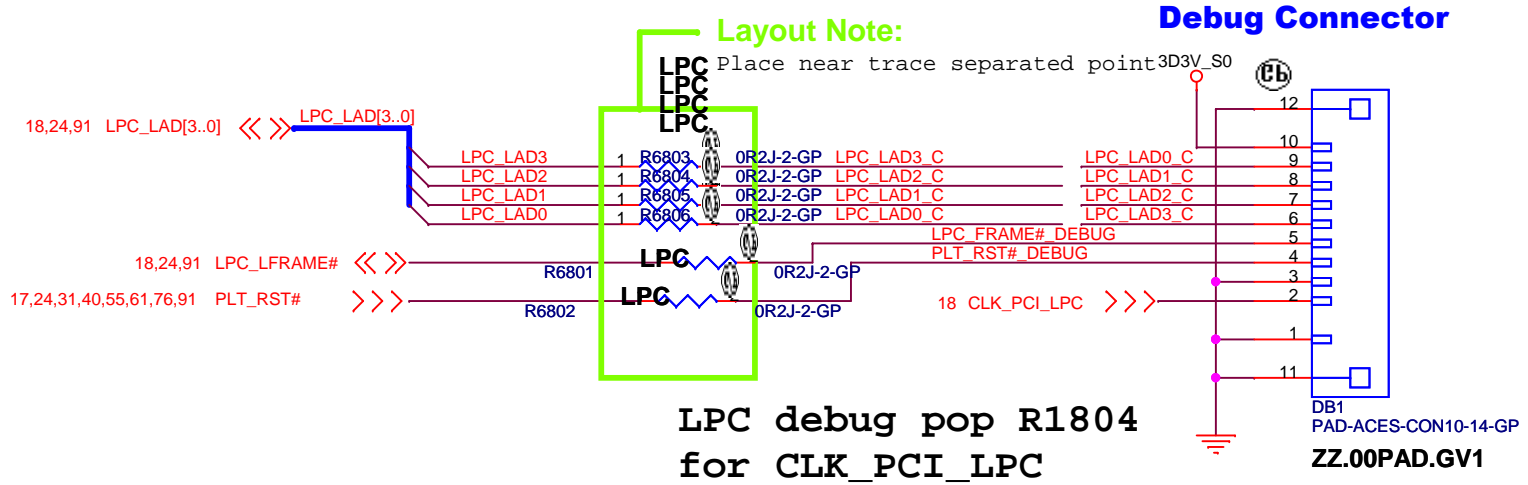 Debug Connector
Layout Note:
Place near trace separated point
3D3V_S0
LPC
LPC
LPC
LPC
12
18,24,91 LPC_LAD[3..0]
LPC_LAD[3..0]
10
LPC_LAD3 1 R6803 0R2J-2-GP LPC_LAD3_C LPC_LAD0_C 9
LPC_LAD2 1 R6804 0R2J-2-GP LPC_LAD2_C LPC_LAD1_C 8
LPC_LAD1 1 R6805 0R2J-2-GP LPC_LAD1_C LPC_LAD2_C 7
LPC_LAD0 1 R6806 0R2J-2-GP LPC_LAD0_C LPC_LAD3_C 6
LPC_FRAME#_DEBUG 5
PLT_RST#_DEBUG 4
18,24,91 LPC_LFRAME# R6801 LPC 0R2J-2-GP
3
17,24,31,40,55,61,76,91 PLT_RST# R6802 LPC 0R2J-2-GP
18 CLK_PCI_LPC 2
1
11
DB1
PAD-ACES-CON10-14-GP
ZZ.00PAD.GV1
LPC debug pop R1804
for CLK_PCI_LPC